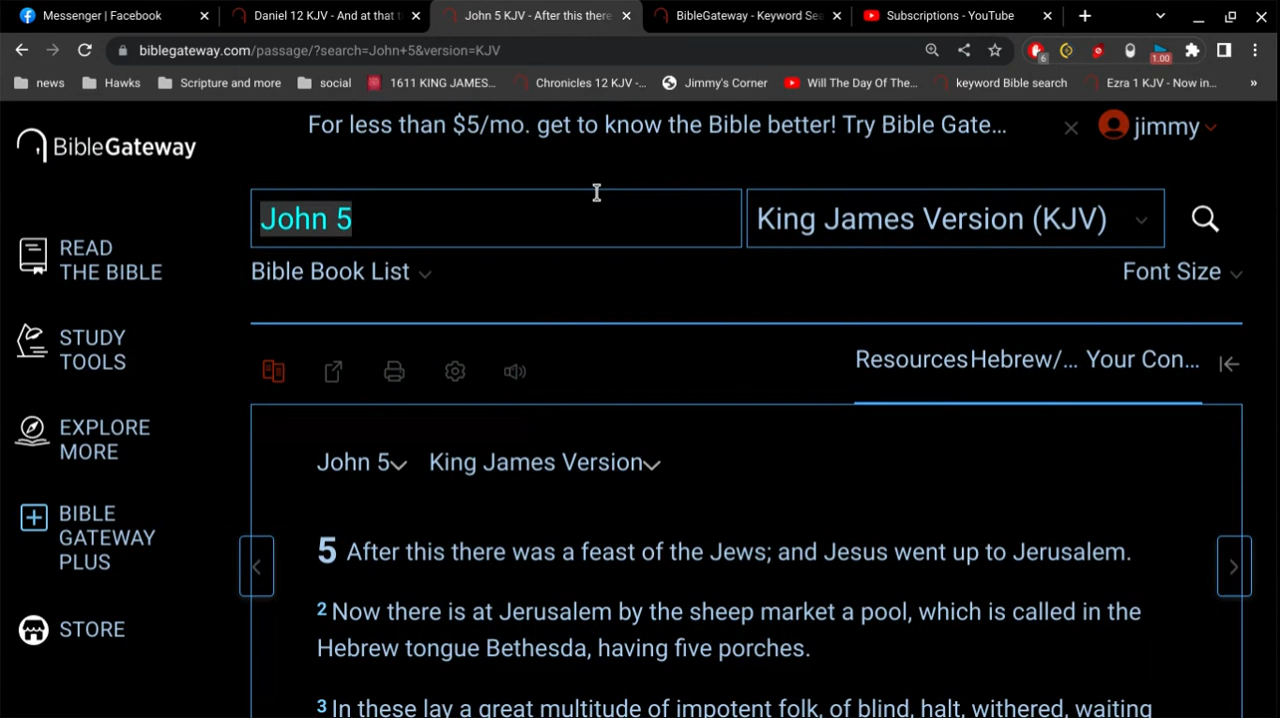 Messenger | Facebook
Daniel 12 KJV - And at that t
John 5 KJV - After this there
BibleGateway - Keyword Sea
Subscriptions - YouTube
biblegateway.com/passage/?search=John+5&version=KJV
6
1.00
news
Hawks
Scripture and more
social
1611 KING JAMES...
Chronicles 12 KJV -...
Jimmy's Corner
Will The Day Of The...
keyword Bible search
Ezra 1 KJV - Now in...
»
For less than $5/mo. get to know the Bible better! Try Bible Gate...
jimmy
BibleGateway
John 5
King James Version (KJV)
Bible Book List
Font Size
READ
THE BIBLE
STUDY
TOOLS
EXPLORE
MORE
BIBLE
GATEWAY
PLUS
STORE
Resources
Hebrew/...
Your Con...
John 5
King James Version
5 After this there was a feast of the Jews; and Jesus went up to Jerusalem.
2 Now there is at Jerusalem by the sheep market a pool, which is called in the
Hebrew tongue Bethesda, having five porches.
3 In these lay a great multitude of impotent folk, of blind, halt, withered, waiting